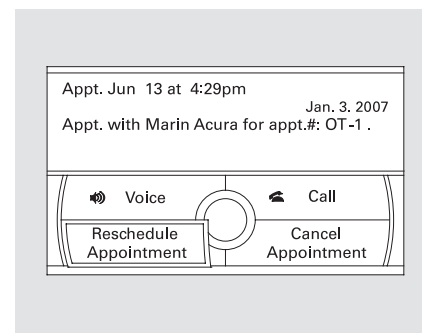 Appt. Jun 13 at 4:29pm
Jan. 3. 2007
Appt. with Marin Acura for appt.#: OT-1 .
Voice
Call
Reschedule
Appointment
Cancel
Appointment